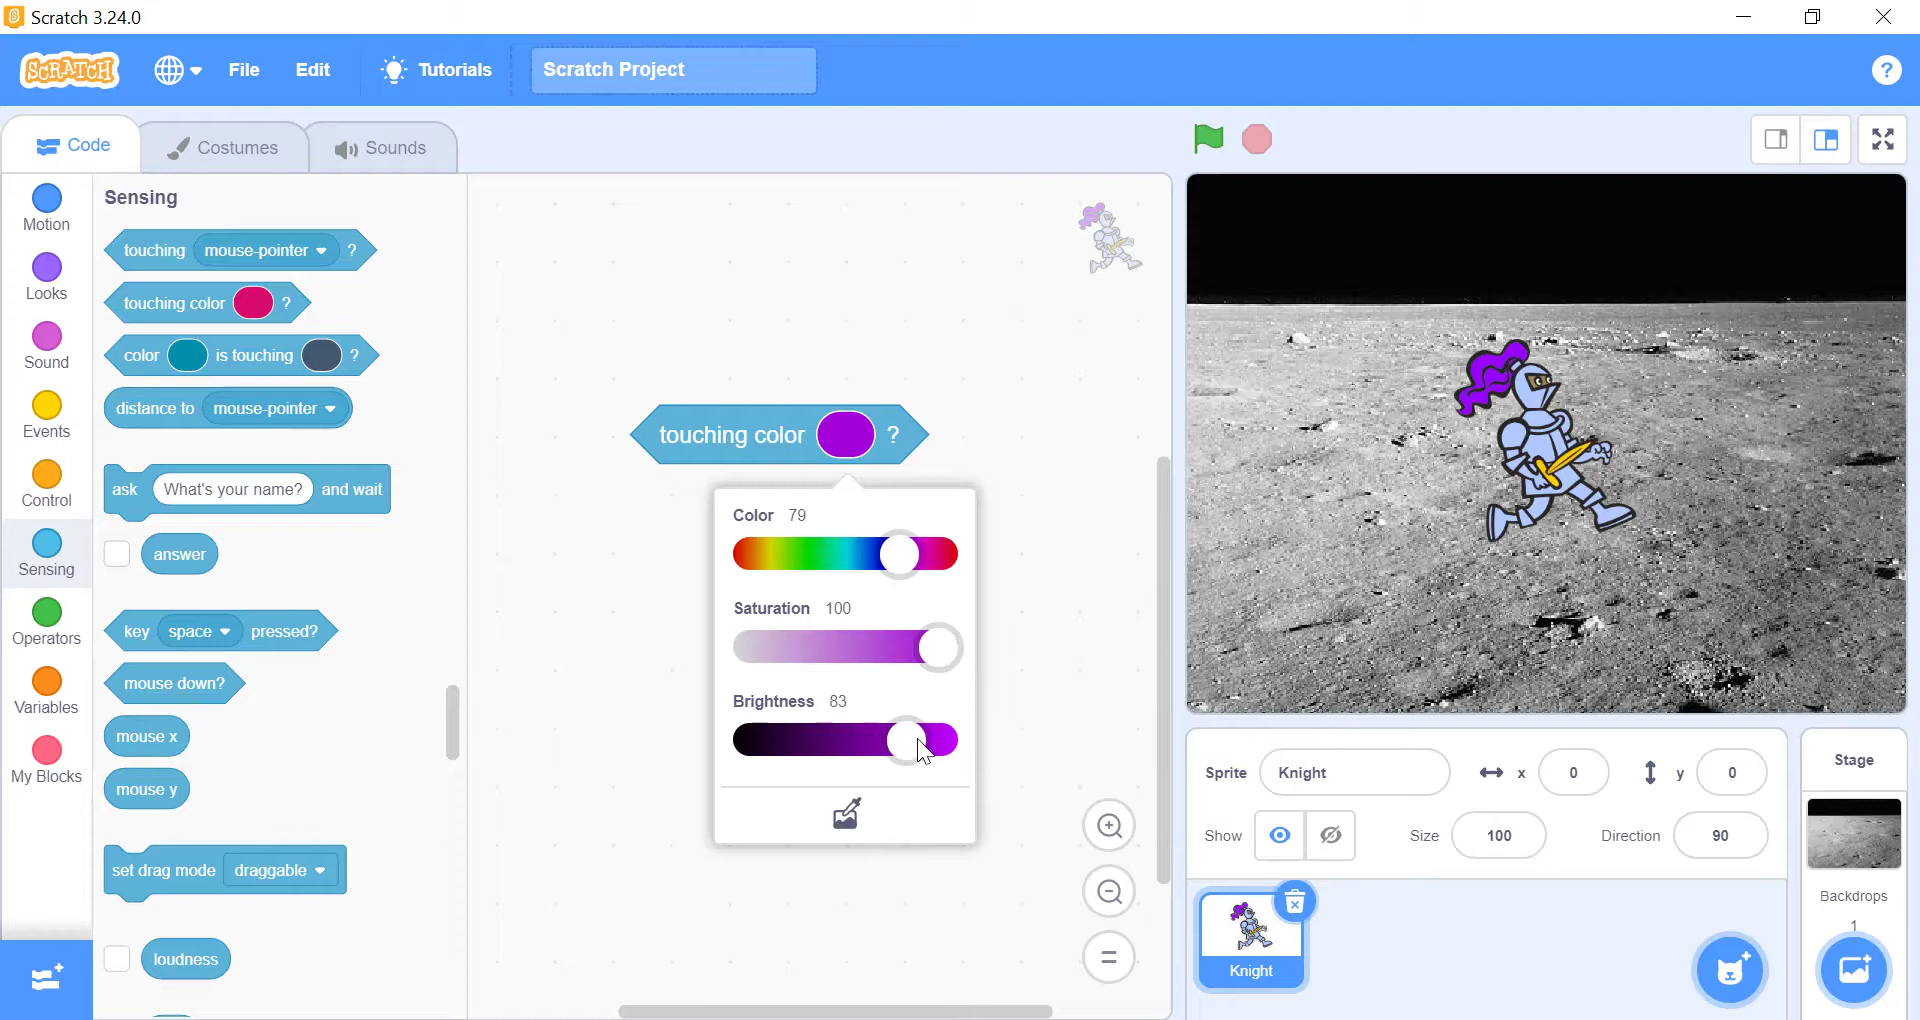 Scratch 3.24.0
SCRATCH
File
Edit
Tutorials
Scratch Project
?
Code
Costumes
Sounds
Motion
Looks
Sound
Events
Control
Sensing
Operators
Variables
My Blocks
Sensing
touching mouse-pointer ?
touching color ?
color is touching ?
distance to mouse-pointer
ask What's your name? and wait
answer
key space pressed?
mouse down?
mouse x
mouse y
set drag mode draggable
loudness
touching color ?
Color 79
Saturation 100
Brightness 83
Sprite Knight x 0 y 0
Show Size 100 Direction 90
Knight
Stage
Backdrops
1